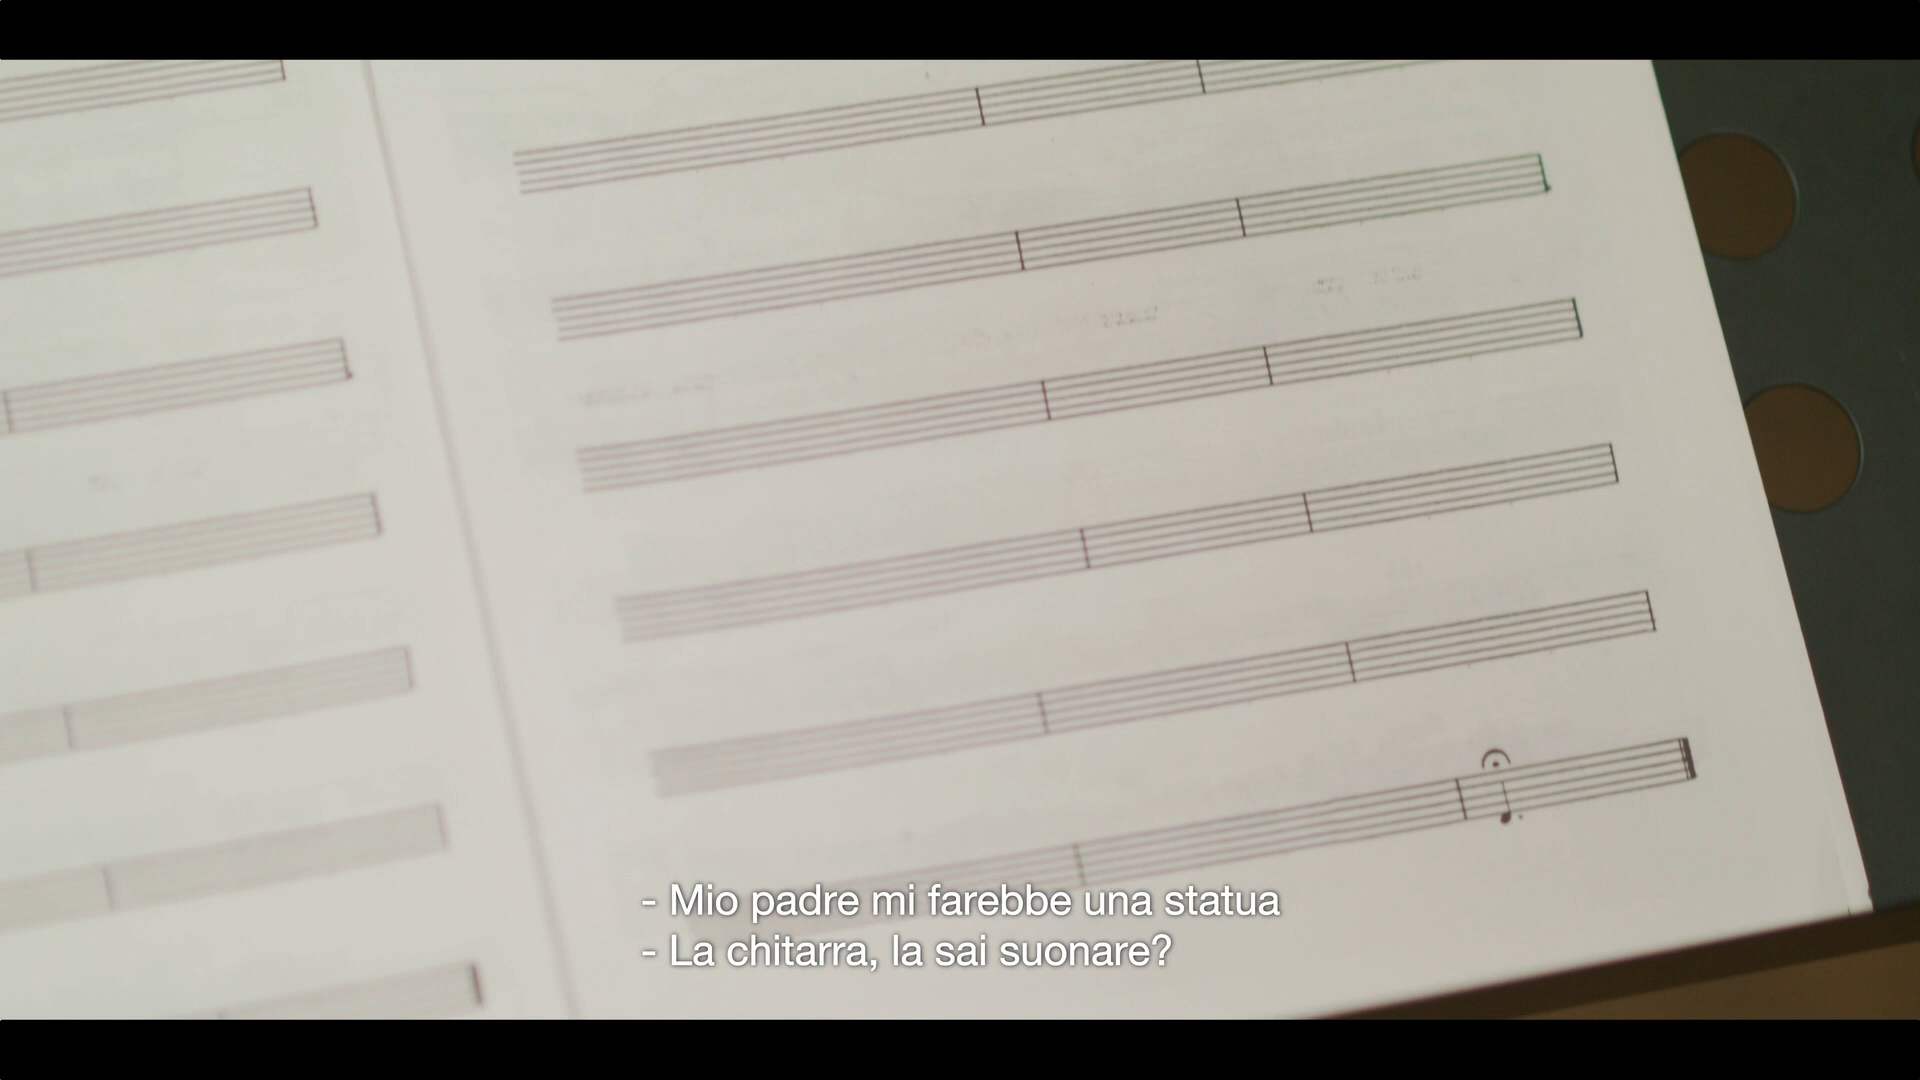 - Mio padre mi farebbe una statua
- La chitarra, la sai suonare?